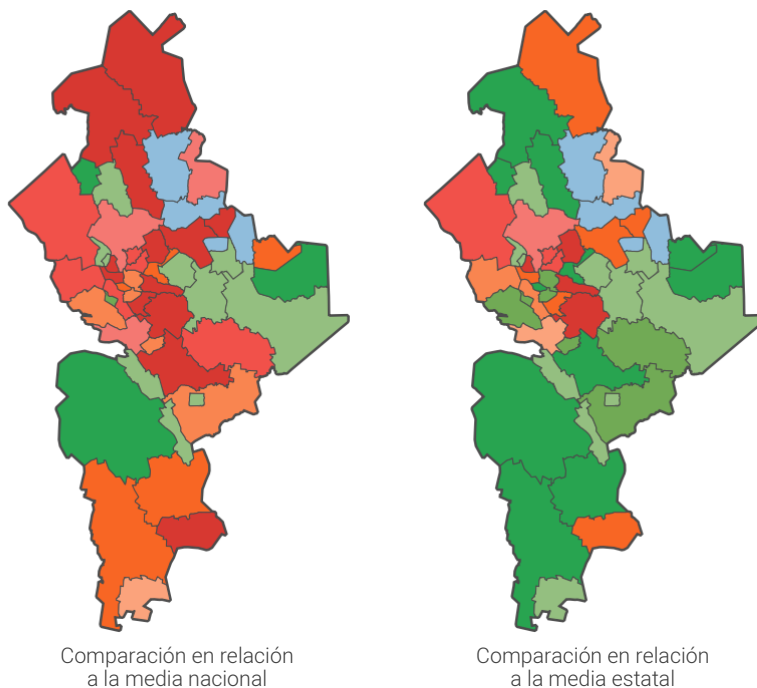 Comparación en relación
a la media nacional
Comparación en relación
a la media estatal